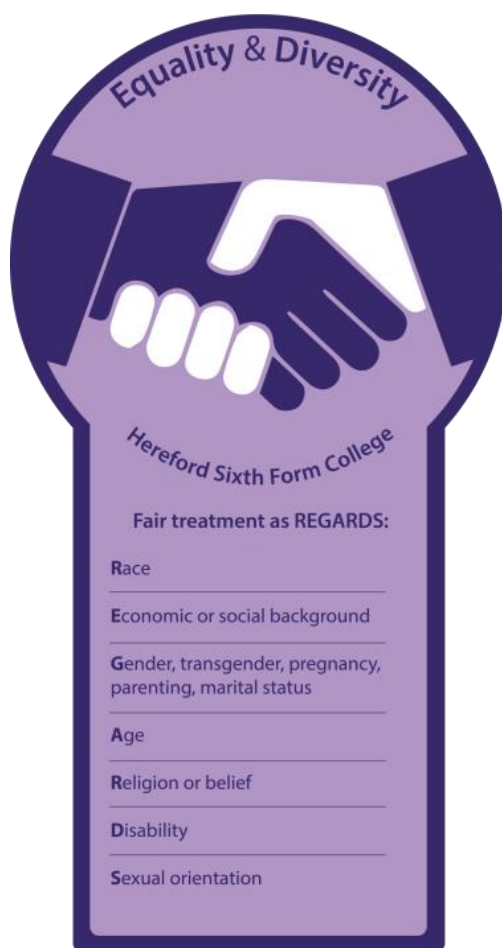 Equality & Diversity
Hereford Sixth Form College
Fair treatment as REGARDS:
Race
Economic or social background
Gender, transgender, pregnancy,
parenting, marital status
Age
Religion or belief
Disability
Sexual orientation